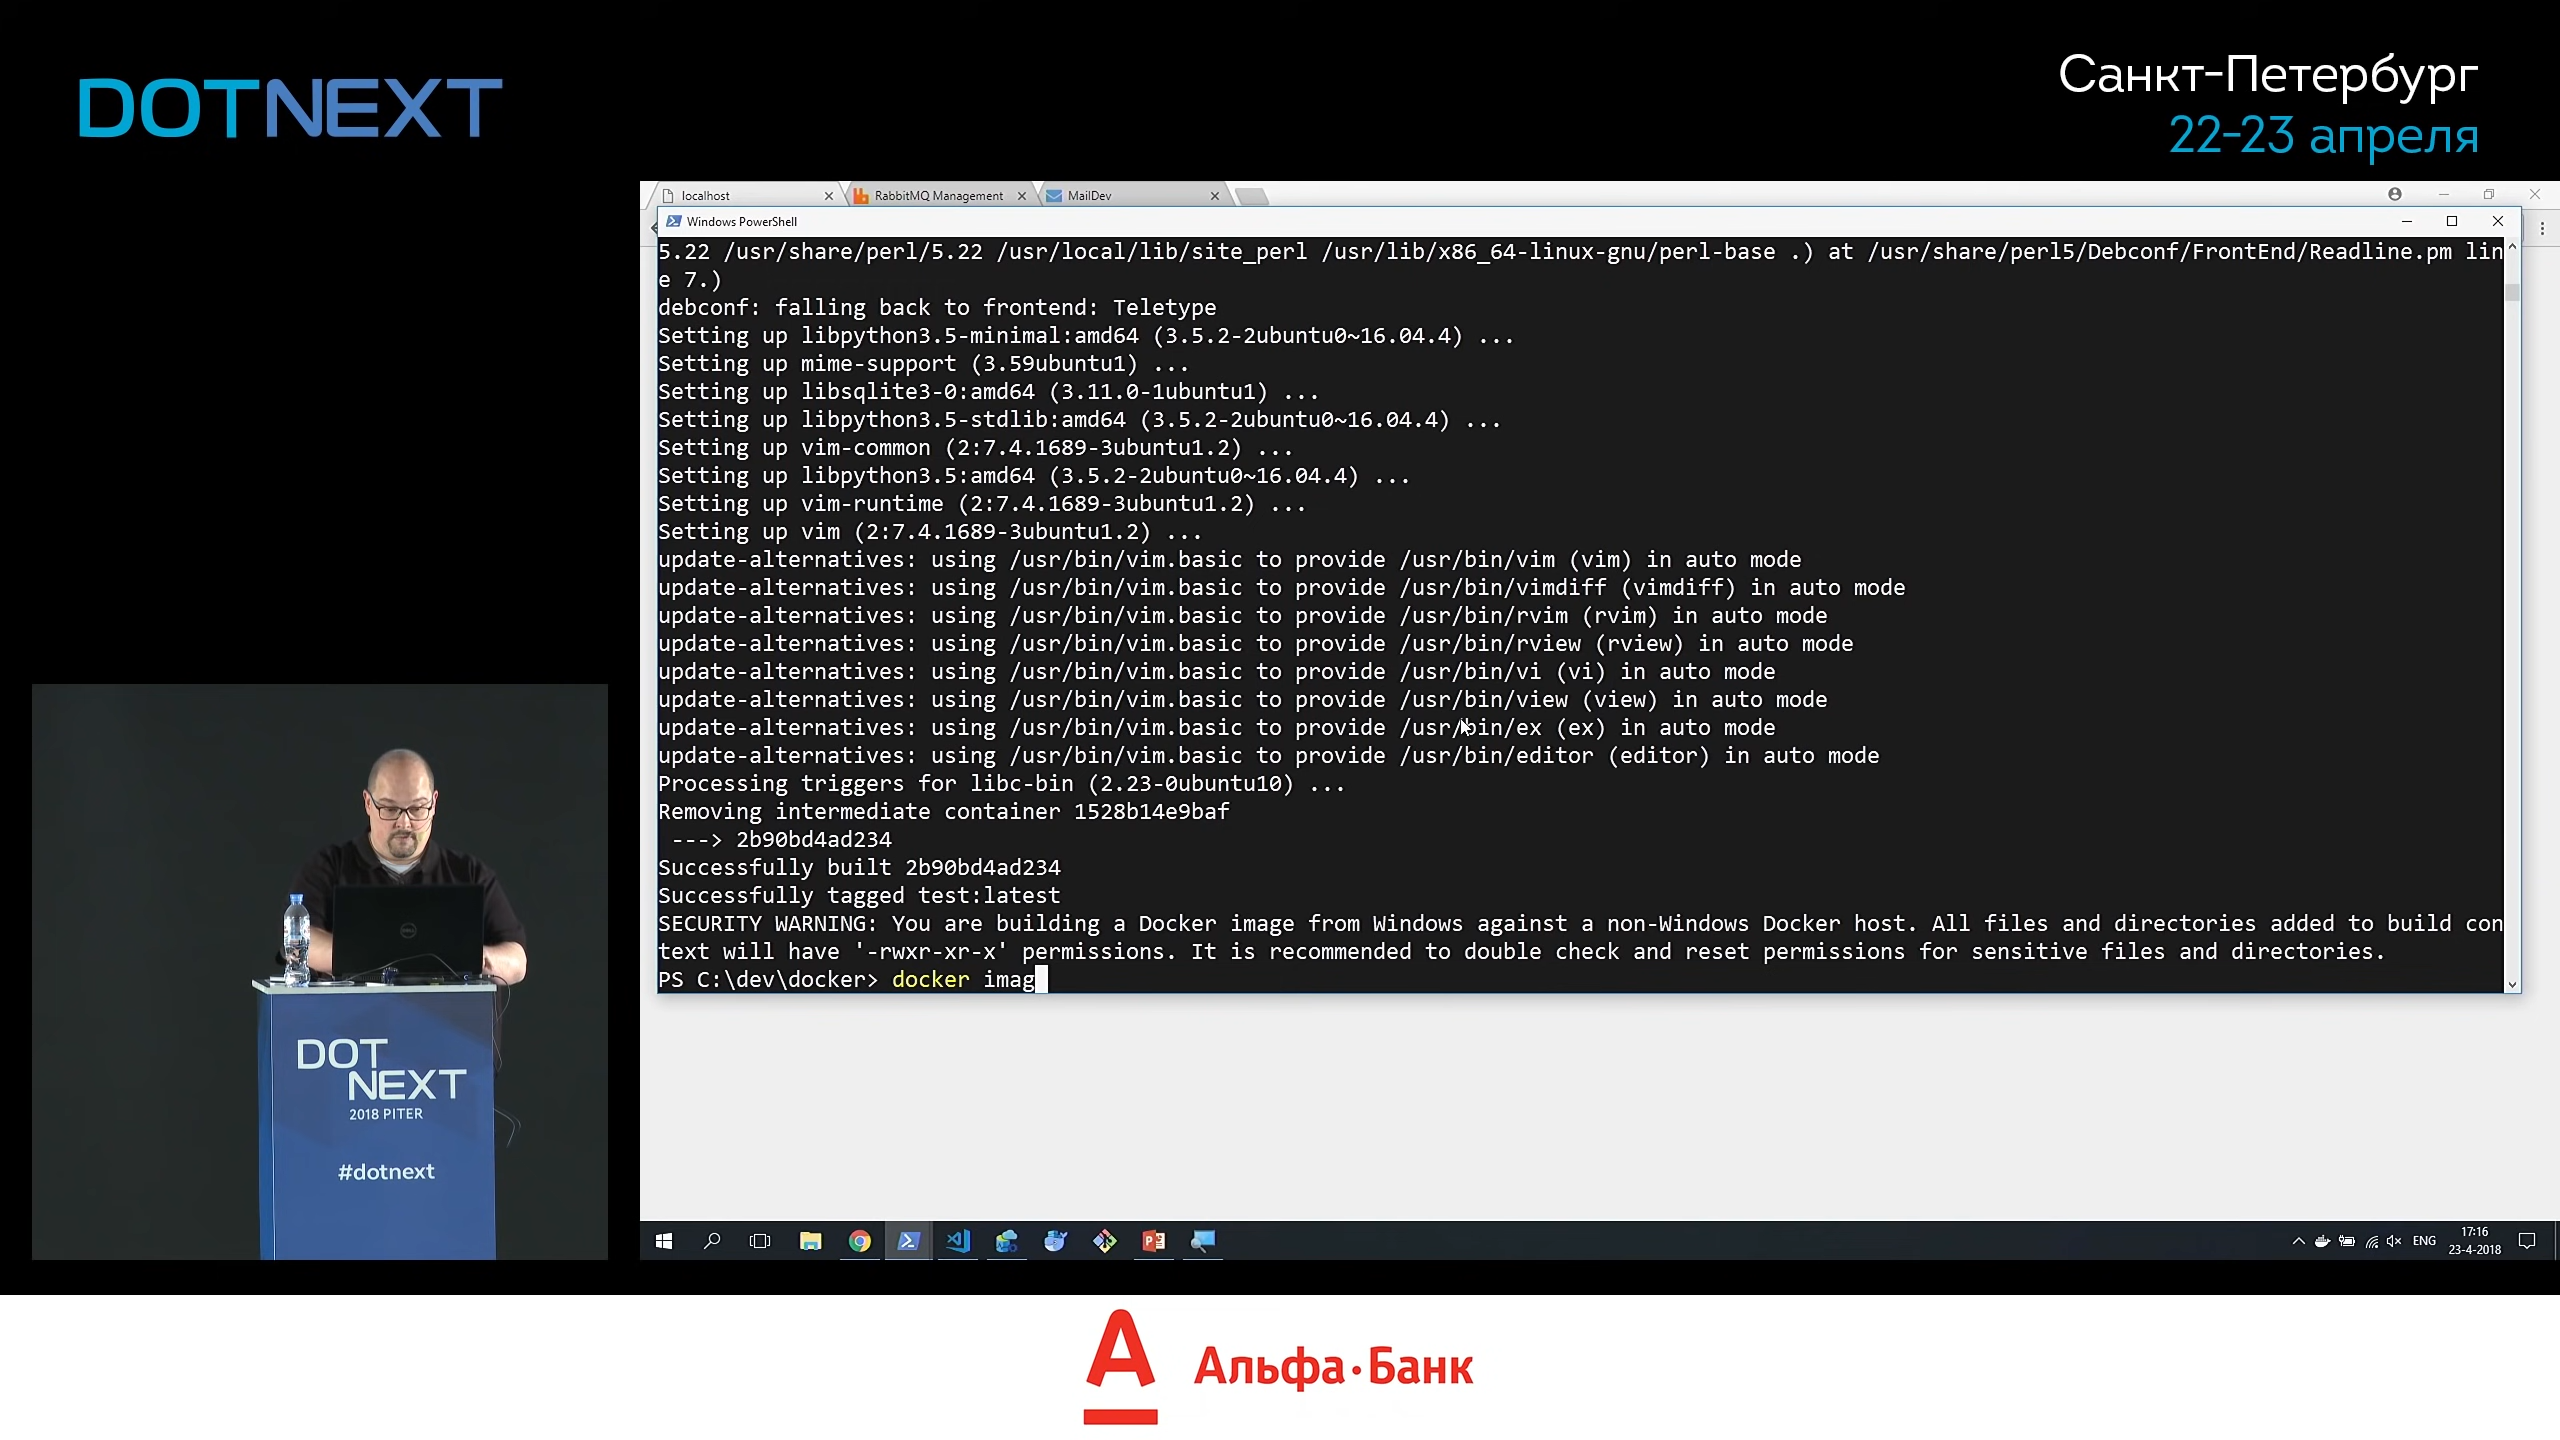 DOTNEXT
Санкт-Петербург
22-23 апреля
localhost
RabbitMQ Management
MailDev
Windows PowerShell
5.22 /usr/share/perl/5.22 /usr/local/lib/site_perl /usr/lib/x86_64-linux-gnu/perl-base .) at /usr/share/perl5/Debconf/FrontEnd/Readline.pm lin
e 7.)
debconf: falling back to frontend: Teletype
Setting up libpython3.5-minimal:amd64 (3.5.2-2ubuntu0~16.04.4) ...
Setting up mime-support (3.59ubuntu1) ...
Setting up libsqlite3-0:amd64 (3.11.0-1ubuntu1) ...
Setting up libpython3.5-stdlib:amd64 (3.5.2-2ubuntu0~16.04.4) ...
Setting up vim-common (2:7.4.1689-3ubuntu1.2) ...
Setting up libpython3.5:amd64 (3.5.2-2ubuntu0~16.04.4) ...
Setting up vim-runtime (2:7.4.1689-3ubuntu1.2) ...
Setting up vim (2:7.4.1689-3ubuntu1.2) ...
update-alternatives: using /usr/bin/vim.basic to provide /usr/bin/vim (vim) in auto mode
update-alternatives: using /usr/bin/vim.basic to provide /usr/bin/vimdiff (vimdiff) in auto mode
update-alternatives: using /usr/bin/vim.basic to provide /usr/bin/rvim (rvim) in auto mode
update-alternatives: using /usr/bin/vim.basic to provide /usr/bin/rview (rview) in auto mode
update-alternatives: using /usr/bin/vim.basic to provide /usr/bin/vi (vi) in auto mode
update-alternatives: using /usr/bin/vim.basic to provide /usr/bin/view (view) in auto mode
update-alternatives: using /usr/bin/vim.basic to provide /usr/bin/ex (ex) in auto mode
update-alternatives: using /usr/bin/vim.basic to provide /usr/bin/editor (editor) in auto mode
Processing triggers for libc-bin (2.23-0ubuntu10) ...
Removing intermediate container 1528b14e9baf
 ---> 2b90bd4ad234
Successfully built 2b90bd4ad234
Successfully tagged test:latest
SECURITY WARNING: You are building a Docker image from Windows against a non-Windows Docker host. All files and directories added to build con
text will have '-rwxr-xr-x' permissions. It is recommended to double check and reset permissions for sensitive files and directories.
PS C:\dev\docker> docker imag
DELL
DOT
NEXT
2018 PITER
#dotnext
ENG
17:16
23-4-2018
А
Альфа·Банк